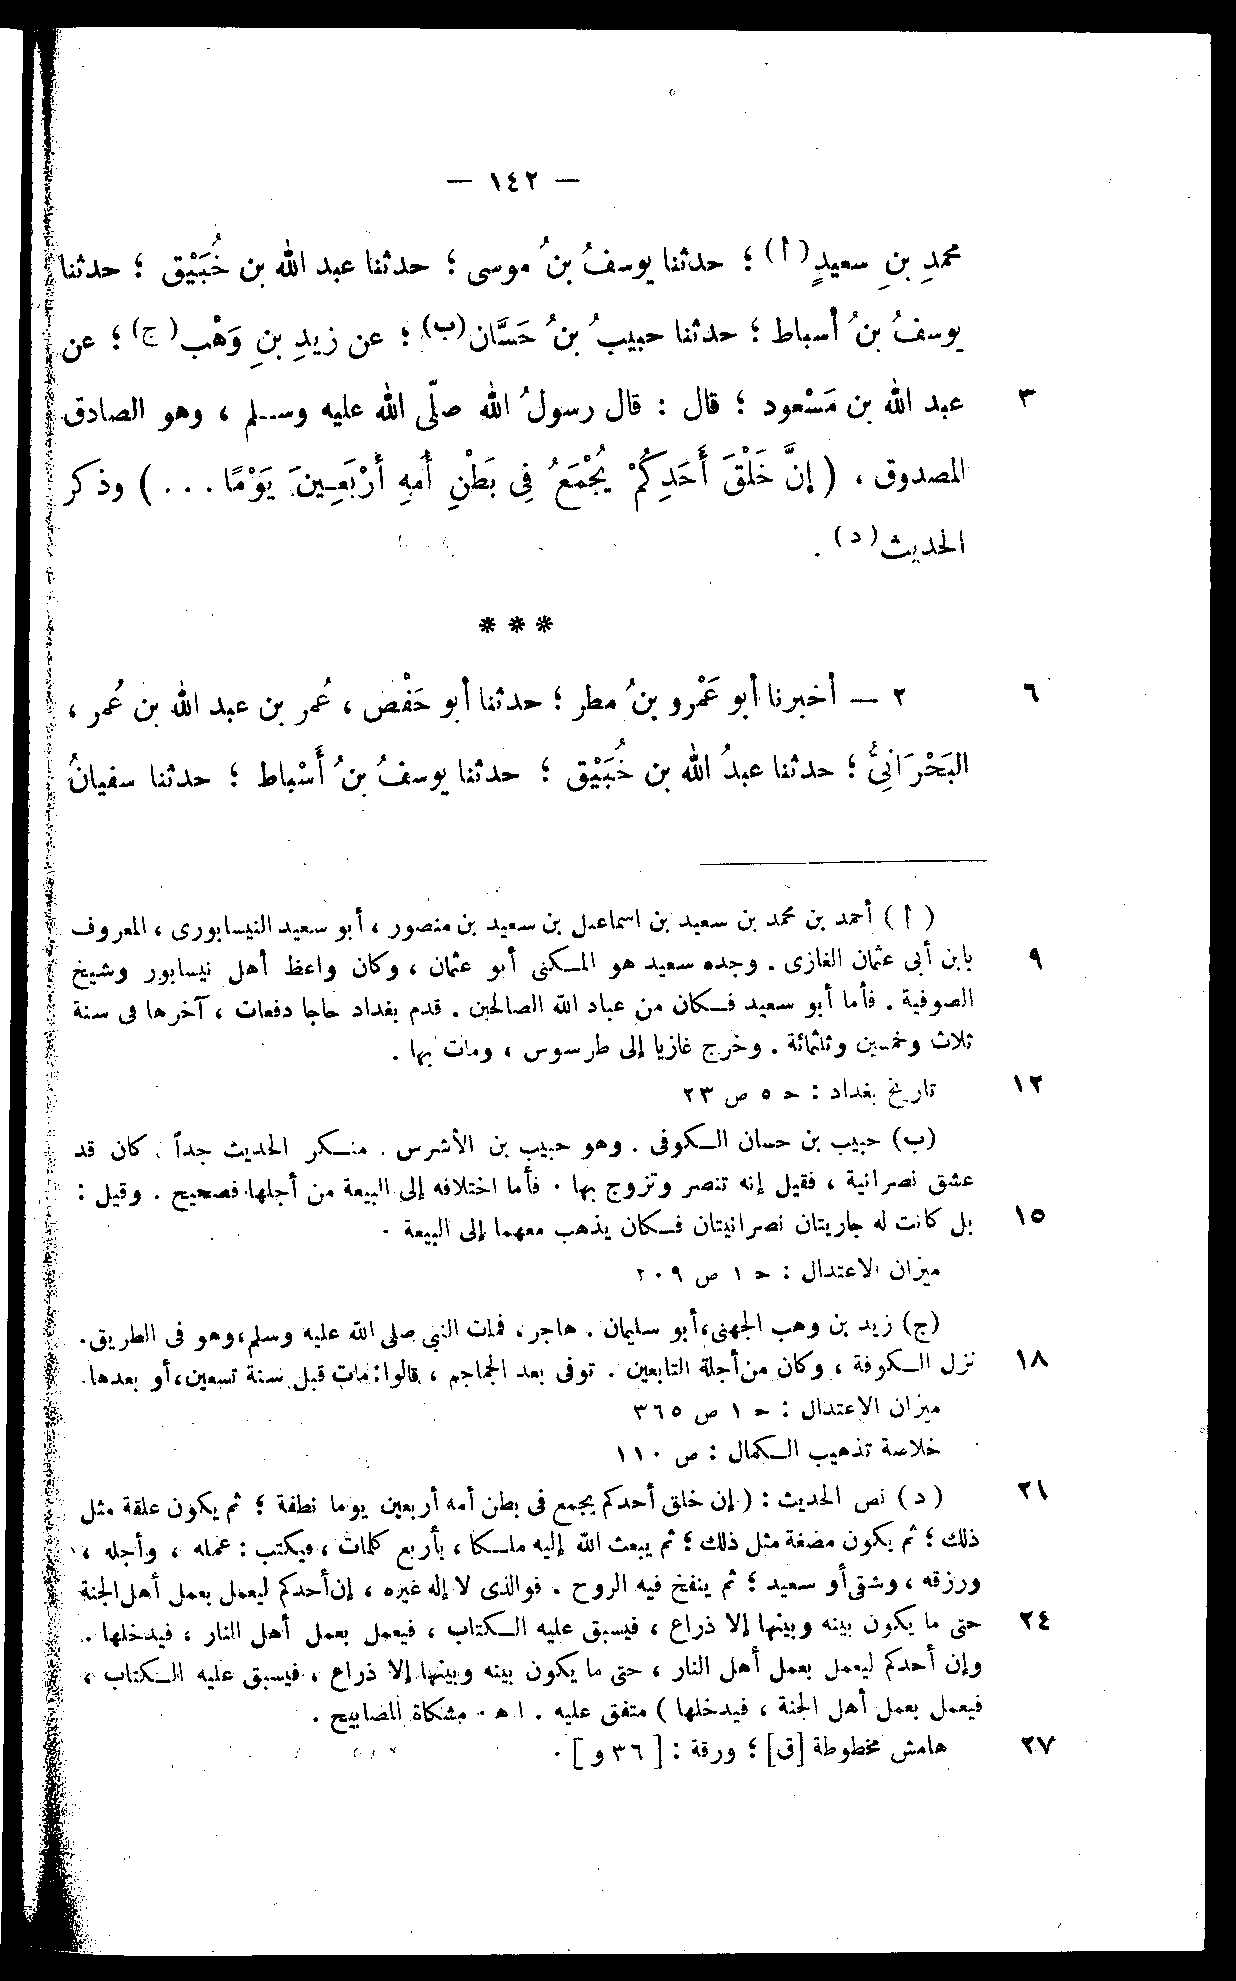 — ١٤٢ —
محمدِ بنِ سعيدٍ (أ) ؛ حدثنا يوسفُ بنُ موسى ؛ حدثنا عبد الله بن خُبَيْق ؛ حدثنا
يوسفُ بنُ أسباط ؛ حدثنا حبيبُ بنُ حَسَّان (ب) ؛ عن زيدِ بنِ وَهْب (ج) ؛ عن
٣ عبد الله بن مَسْعود ؛ قال : قال رسولُ الله صلّى الله عليه وسلم ، وهو الصادق
المصدوق ، ( إنَّ خَلْقَ أَحَدِكُمْ يُجْمَعُ فِى بَطْنِ أُمهِ أَرْبَعِينَ يَوْمًا . . . ) وذكر
الحديث (د) .
* * *
٦ ٢ — أخبرنا أبو عَمْرو بنُ مطر ؛ حدثنا أبو حَفْص ، عُمر بن عبد الله بن عُمر ،
البَحْرَانِىُّ ؛ حدثنا عبدُ الله بن خُبَيْق ؛ حدثنا يوسفُ بنُ أَسْباط ؛ حدثنا سفيانُ
( أ ) أحمد بن محمد بن سعيد بن اسماعيل بن سعيد بن منصور ، أبو سعيد النيسابورى ، المعروف
٩ بابن أبى عثمان الغازى . وجده سعيد هو المكنى أبو عثمان ، وكان واعظ أهل نيسابور وشيخ
الصوفية . فأما أبو سعيد فكان من عباد الله الصالحين . قدم بغداد حاجا دفعات ، آخرها فى سنة
ثلاث وخمسين وثلثمائة . وخرج غازيا إلى طرسوس ، ومات بها .
١٢ تاريخ بغداد : ح ٥ ص ٢٣
(ب) حبيب بن حسان الكوفى . وهو حبيب بن الأشرس . منكر الحديث جداً . كان قد
عشق نصرانية ، فقيل إنه تنصر وتزوج بها . فأما اختلافه إلى البيعة من أجلها فصحيح . وقيل :
١٥ بل كانت له جاريتان نصرانيتان فكان يذهب معهما إلى البيعة .
ميزان الاعتدال : ح ١ ص ٢٠٩
(ج) زيد بن وهب الجهنى، أبو سليمان . هاجر، فمات النبى صلى الله عليه وسلم، وهو فى الطريق.
١٨ نزل الكوفة ، وكان من أجلة التابعين . توفى بعد الجماجم ، قالوا: مات قبل سنة تسعين، أو بعدها.
ميزان الاعتدال : ح ١ ص ٣٦٥
خلاصة تذهيب الكمال : ص ١١٠
٢١ ( د ) نص الحديث : ( إن خلق أحدكم يجمع فى بطن أمه أربعين يوما نطفة ؛ ثم يكون علقة مثل
ذلك ؛ ثم يكون مضغة مثل ذلك ؛ ثم يبعث الله إليه ملكا ، بأربع كلمات ، فيكتب : عمله ، وأجله ،
ورزقه ، وشقى أو سعيد ؛ ثم ينفخ فيه الروح . فوالذى لا إله غيره ، إن أحدكم ليعمل بعمل أهل الجنة
٢٤ حتى ما يكون بينه وبينها إلا ذراع ، فيسبق عليه الكتاب ، فيعمل بعمل أهل النار ، فيدخلها .
وإن أحدكم ليعمل بعمل أهل النار ، حتى ما يكون بينه وبينها إلا ذراع ، فيسبق عليه الكتاب ،
فيعمل بعمل أهل الجنة ، فيدخلها ) متفق عليه . ا ه . مشكاة المصابيح .
٢٧ هامش مخطوطة [ق] ؛ ورقة : [ ٣٦ و ] .